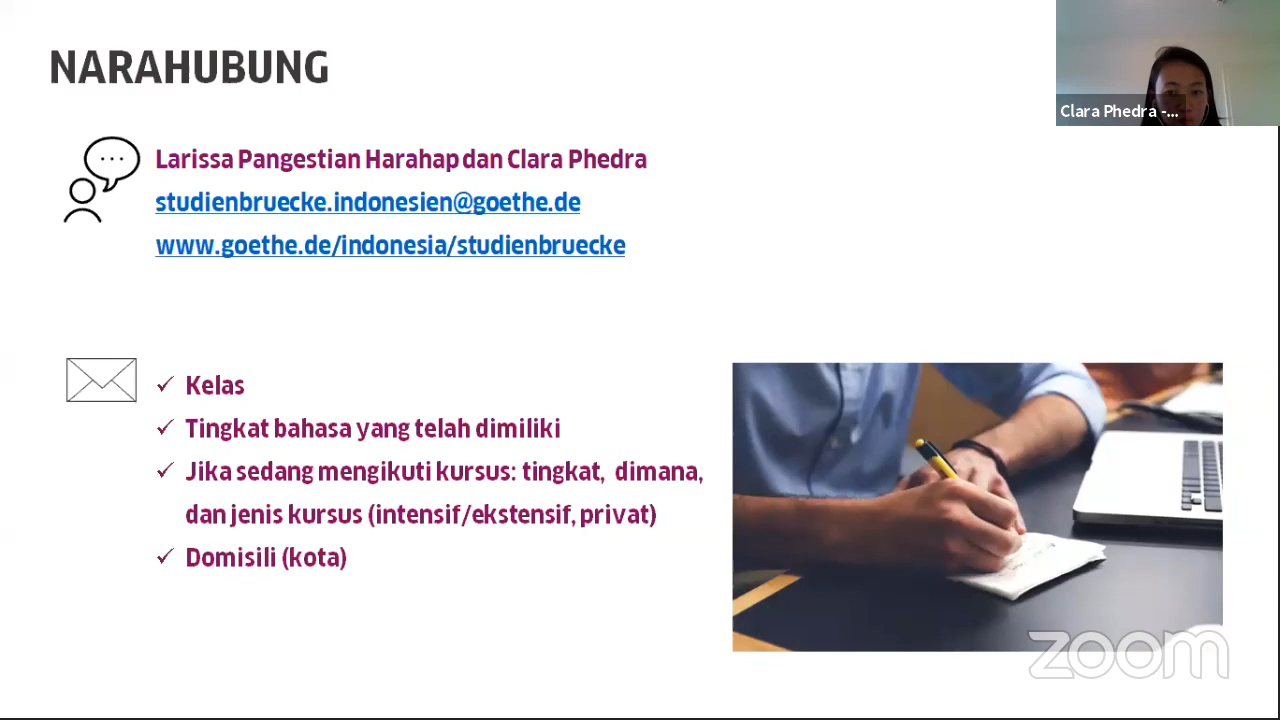 NARAHUBUNG
Clara Phedra -...
Larissa Pangestian Harahap dan Clara Phedra
studienbruecke.indonesien@goethe.de
www.goethe.de/indonesia/studienbruecke
✓ Kelas
✓ Tingkat bahasa yang telah dimiliki
✓ Jika sedang mengikuti kursus: tingkat, dimana,
dan jenis kursus (intensif/ekstensif, privat)
✓ Domisili (kota)
zoom